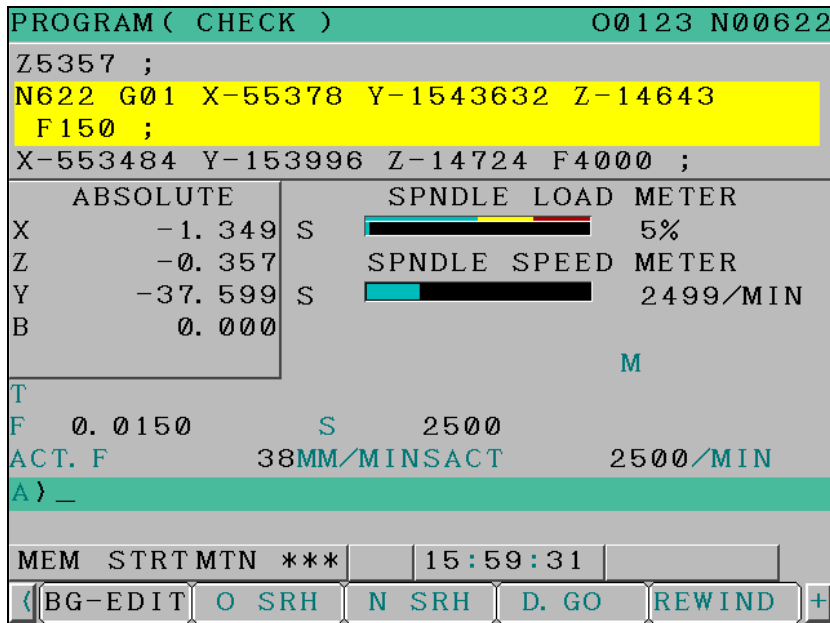 PROGRAM ( CHECK ) O0123 N00622
Z5357 ;
N622 G01 X-55378 Y-1543632 Z-14643
F150 ;
X-553484 Y-153996 Z-14724 F4000 ;
ABSOLUTE SPNDLE LOAD METER
X -1. 349 S 5%
Z -0. 357 SPNDLE SPEED METER
Y -37. 599 S 2499/MIN
B 0. 000
M
T
F 0. 0150 S 2500
ACT. F 38MM/MINSACT 2500/MIN
A)_
MEM STRT MTN *** 15:59:31
( BG-EDIT O SRH N SRH D. GO REWIND +